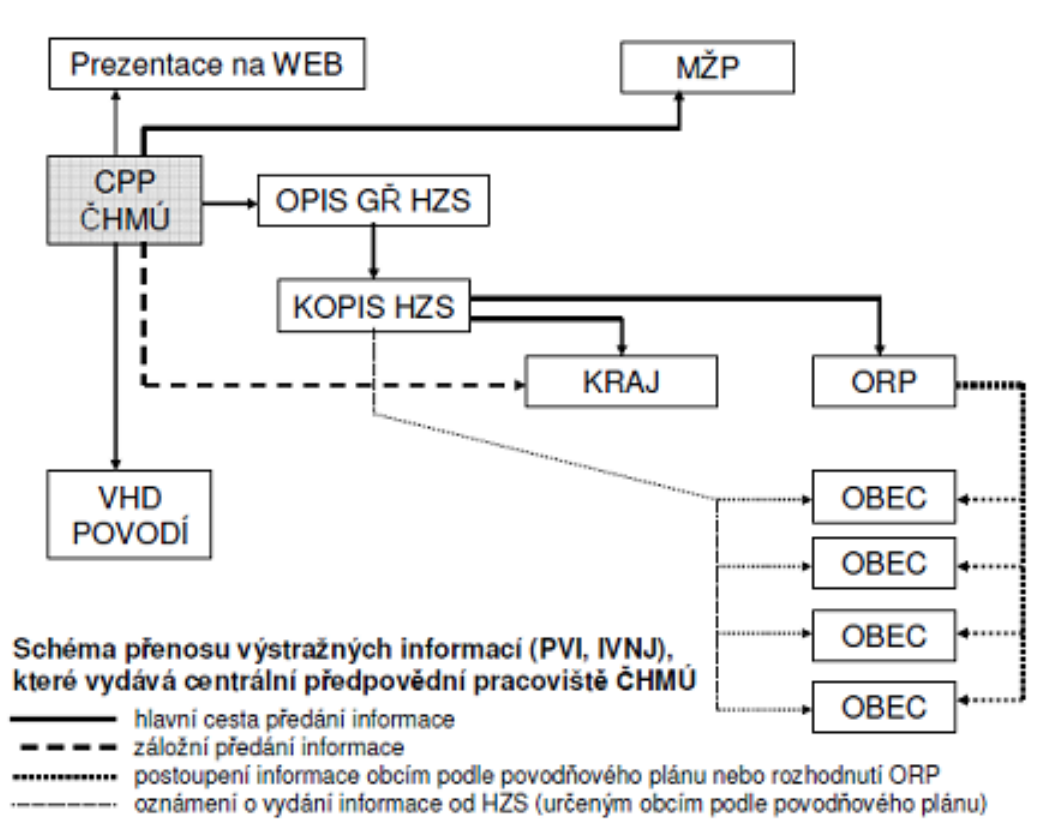 Prezentace na WEB
MŽP
CPP
ČHMÚ
OPIS GŘ HZS
KOPIS HZS
KRAJ
ORP
VHD
POVODÍ
OBEC
OBEC
OBEC
OBEC
Schéma přenosu výstražných informací (PVI, IVNJ),
které vydává centrální předpovědní pracoviště ČHMÚ
hlavní cesta předání informace
záložní předání informace
postoupení informace obcím podle povodňového plánu nebo rozhodnutí ORP
oznámení o vydání informace od HZS (určeným obcím podle povodňového plánu)